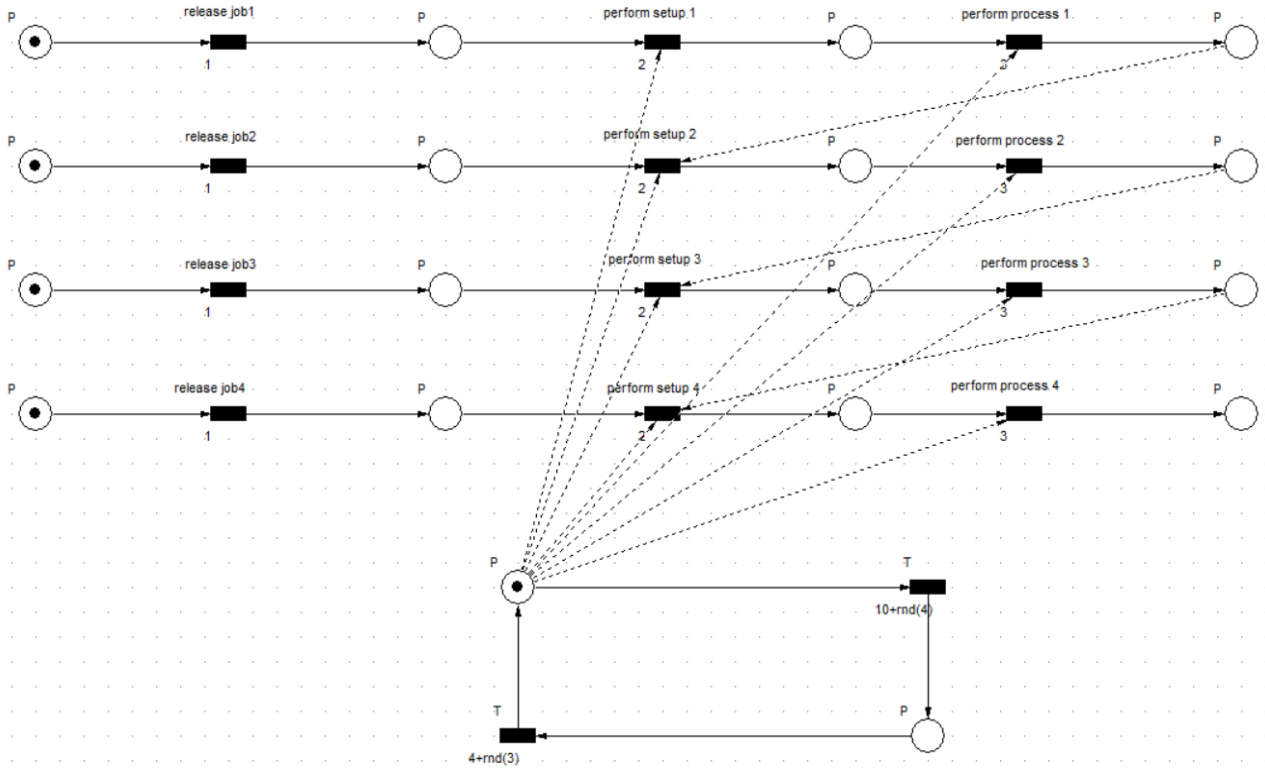 release job1
perform setup 1
perform process 1
P
P
P
P
1
2
3
release job2
perform setup 2
perform process 2
P
P
P
P
1
2
3
release job3
perform setup 3
perform process 3
P
P
P
P
1
2
3
release job4
perform setup 4
perform process 4
P
P
P
P
1
2
3
P
T
10+rnd(4)
T
P
4+rnd(3)